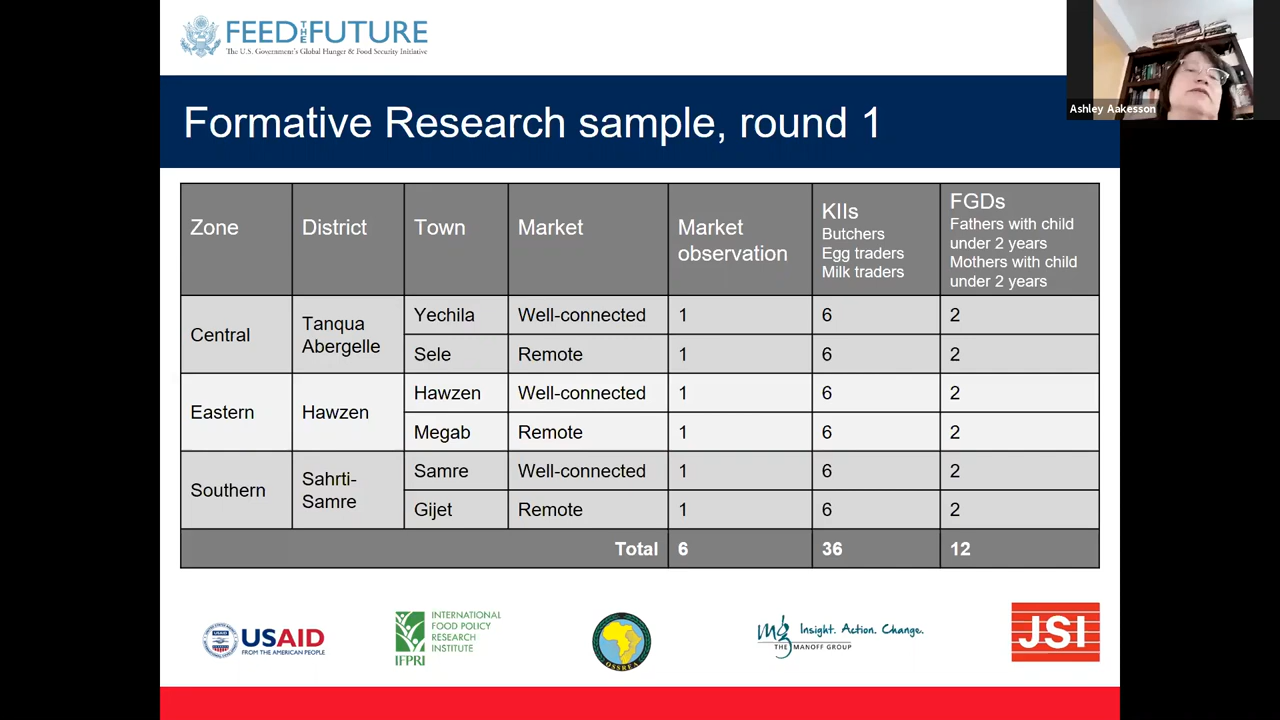 FEED THE FUTURE
The U.S. Government's Global Hunger & Food Security Initiative
Ashley Aakesson
Formative Research sample, round 1
Zone District Town Market Market observation KIIs Butchers Egg traders Milk traders FGDs Fathers with child under 2 years Mothers with child under 2 years
Central Tanqua Abergelle Yechila Well-connected 1 6 2
Sele Remote 1 6 2
Eastern Hawzen Hawzen Well-connected 1 6 2
Megab Remote 1 6 2
Southern Sahrti-Samre Samre Well-connected 1 6 2
Gijet Remote 1 6 2
Total 6 36 12
USAID
FROM THE AMERICAN PEOPLE
IFPRI
INTERNATIONAL
FOOD POLICY
RESEARCH
INSTITUTE
OSSREA
mg Insight. Action. Change.
THE MANOFF GROUP
JSI